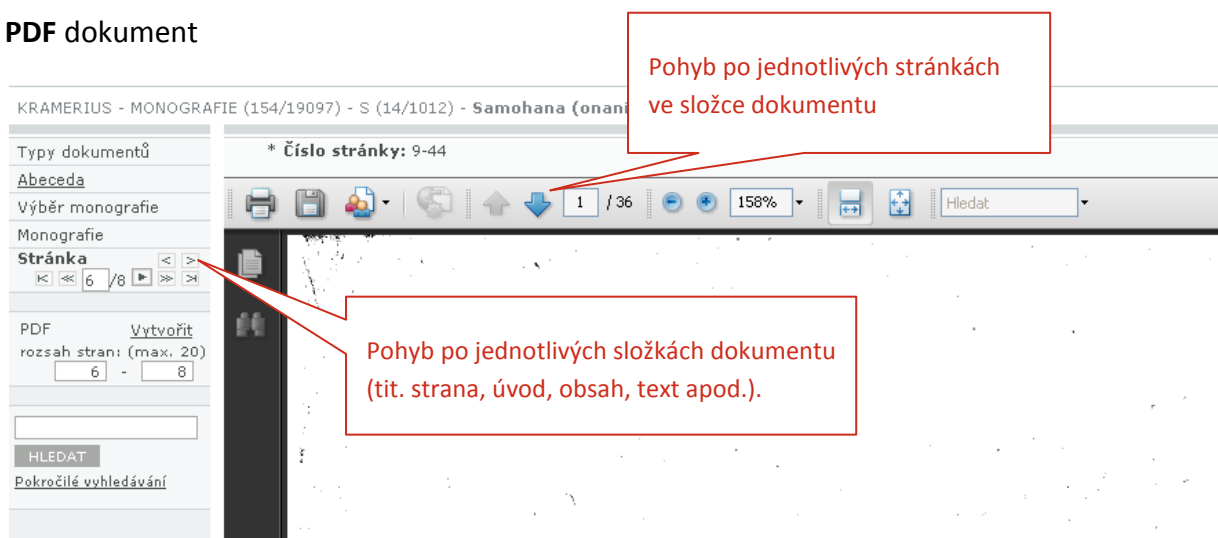 PDF dokument
Pohyb po jednotlivých stránkách
ve složce dokumentu
KRAMERIUS - MONOGRAFIE (154/19097) - S (14/1012) - Samohana (onani
Typy dokumentů
* Číslo stránky: 9-44
Abeceda
Výběr monografie
1 / 36 158% Hledat
Monografie
Stránka < >
6 /8
PDF Vytvořit
rozsah stran: (max. 20)
6 - 8
Pohyb po jednotlivých složkách dokumentu
(tit. strana, úvod, obsah, text apod.).
HLEDAT
Pokročilé vyhledávání